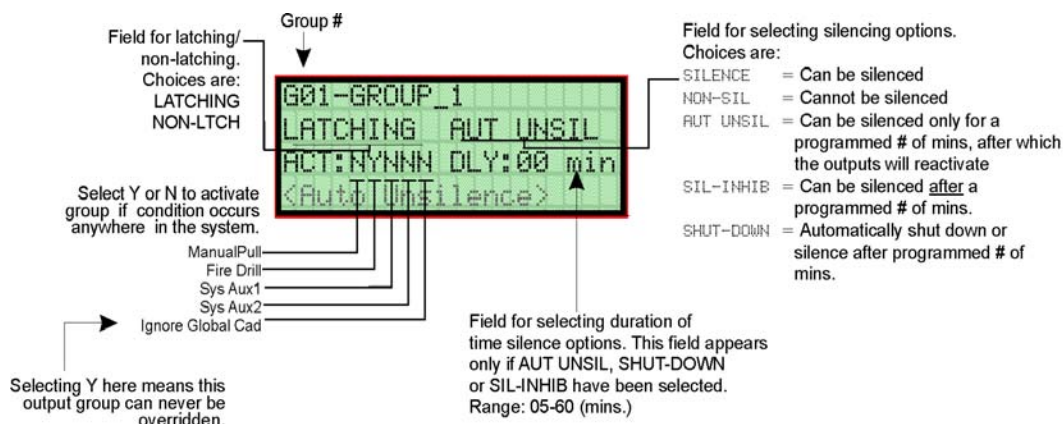 Group #
Field for latching/
non-latching.
Choices are:
LATCHING
NON-LTCH
G01-GROUP_1
LATCHING AUT UNSIL
ACT:NYNNN DLY:00 min
<Auto Unsilence>
Field for selecting silencing options.
Choices are:
SILENCE = Can be silenced
NON-SIL = Cannot be silenced
AUT UNSIL = Can be silenced only for a
programmed # of mins, after which
the outputs will reactivate
SIL-INHIB = Can be silenced after a
programmed # of mins.
SHUT-DOWN = Automatically shut down or
silence after programmed # of
mins.
Select Y or N to activate
group if condition occurs
anywhere in the system.
ManualPull
Fire Drill
Sys Aux1
Sys Aux2
Ignore Global Cad
Selecting Y here means this
output group can never be
overridden.
Field for selecting duration of
time silence options. This field appears
only if AUT UNSIL, SHUT-DOWN
or SIL-INHIB have been selected.
Range: 05-60 (mins.)